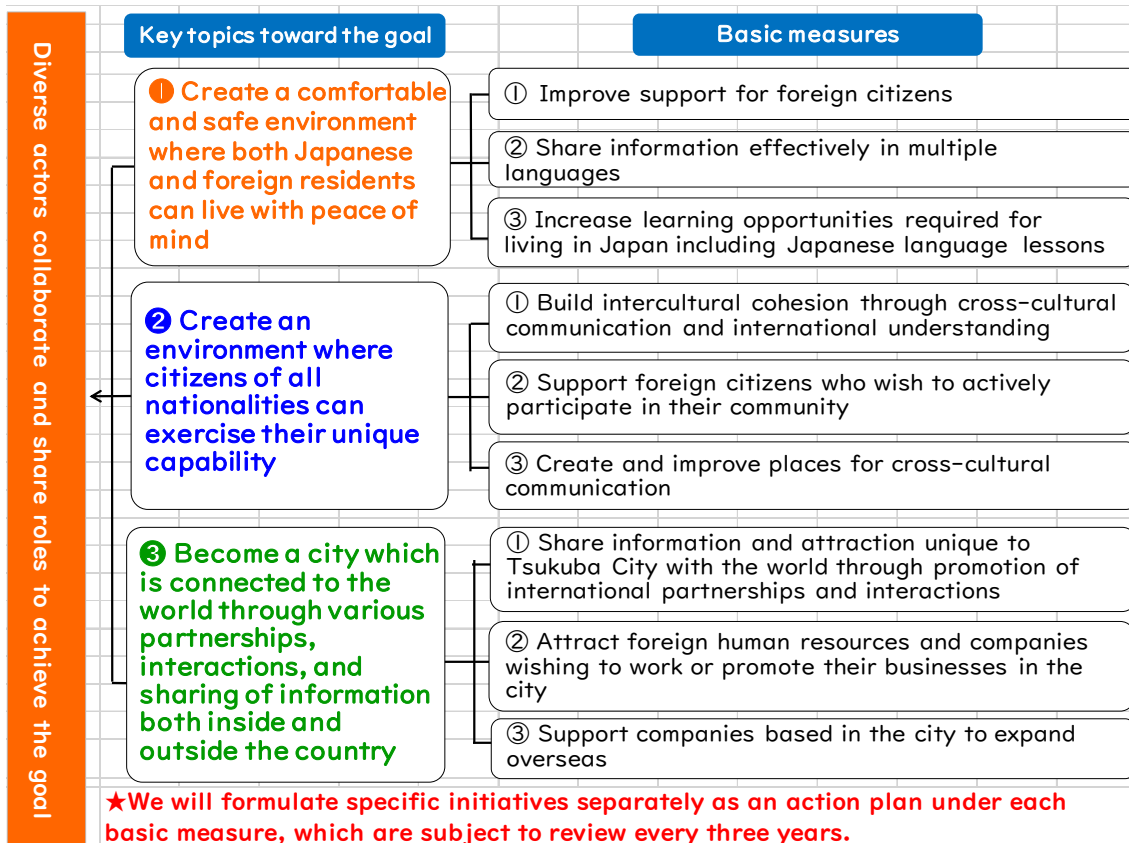 Diverse actors collaborate and share roles to achieve the goal
Key topics toward the goal
Basic measures
❶ Create a comfortable
and safe environment
where both Japanese
and foreign residents
can live with peace of
mind
① Improve support for foreign citizens
② Share information effectively in multiple
languages
③ Increase learning opportunities required for
living in Japan including Japanese language lessons
❷ Create an
environment where
citizens of all
nationalities can
exercise their unique
capability
① Build intercultural cohesion through cross-cultural
communication and international understanding
② Support foreign citizens who wish to actively
participate in their community
③ Create and improve places for cross-cultural
communication
❸ Become a city which
is connected to the
world through various
partnerships,
interactions, and
sharing of information
both inside and
outside the country
① Share information and attraction unique to
Tsukuba City with the world through promotion of
international partnerships and interactions
② Attract foreign human resources and companies
wishing to work or promote their businesses in the
city
③ Support companies based in the city to expand
overseas
★We will formulate specific initiatives separately as an action plan under each
basic measure, which are subject to review every three years.